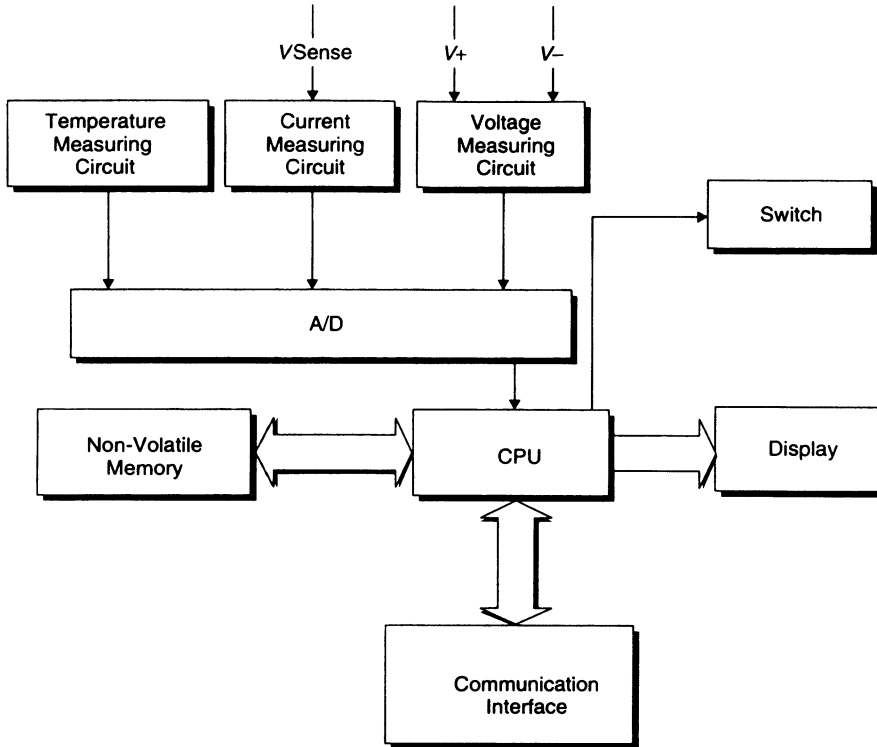 VSense
V+
V–
Temperature
Measuring
Circuit
Current
Measuring
Circuit
Voltage
Measuring
Circuit
Switch
A/D
Non-Volatile
Memory
CPU
Display
Communication
Interface